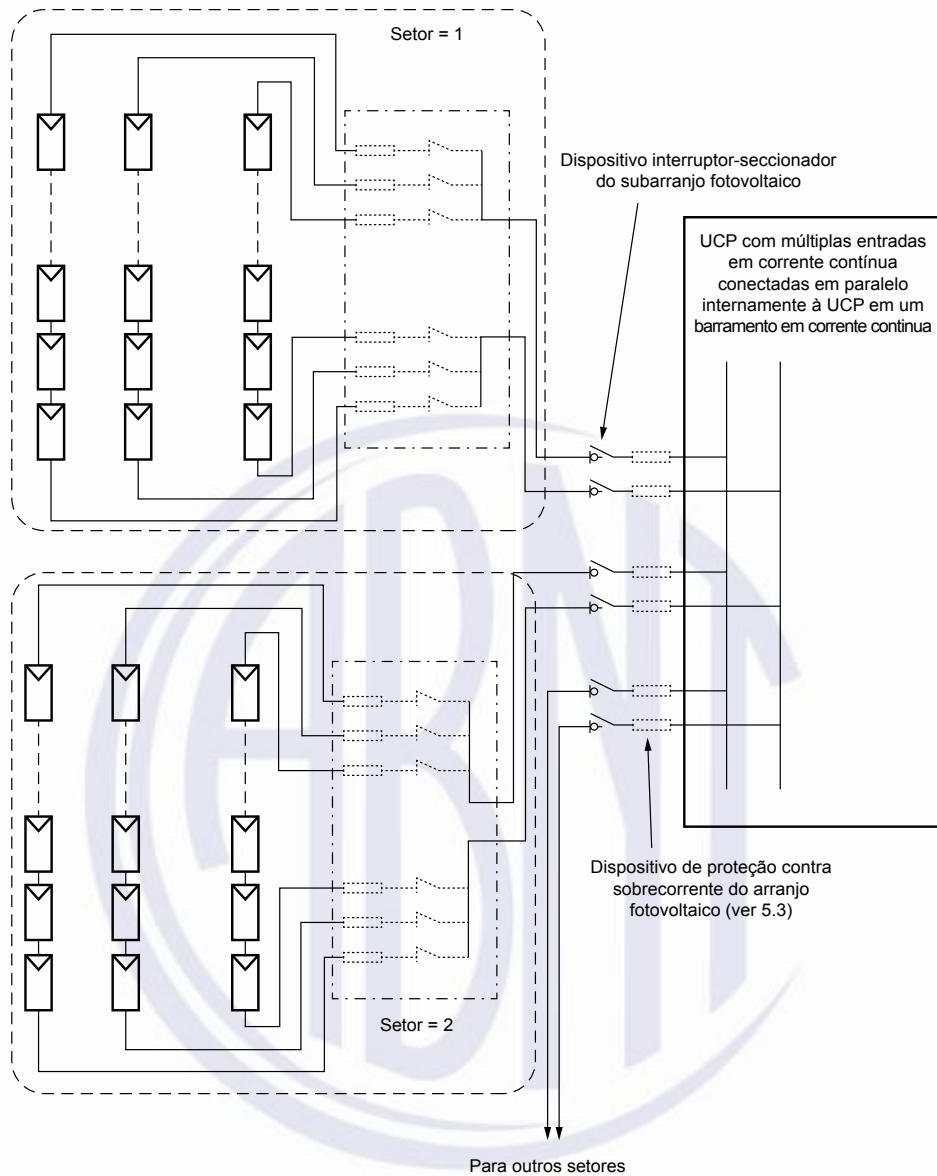 Setor = 1
Dispositivo interruptor-seccionador
do subarranjo fotovoltaico
UCP com múltiplas entradas
em corrente contínua
conectadas em paralelo
internamente à UCP em um
barramento em corrente continua
Dispositivo de proteção contra
sobrecorrente do arranjo
fotovoltaico (ver 5.3)
Setor = 2
Para outros setores
ABNT